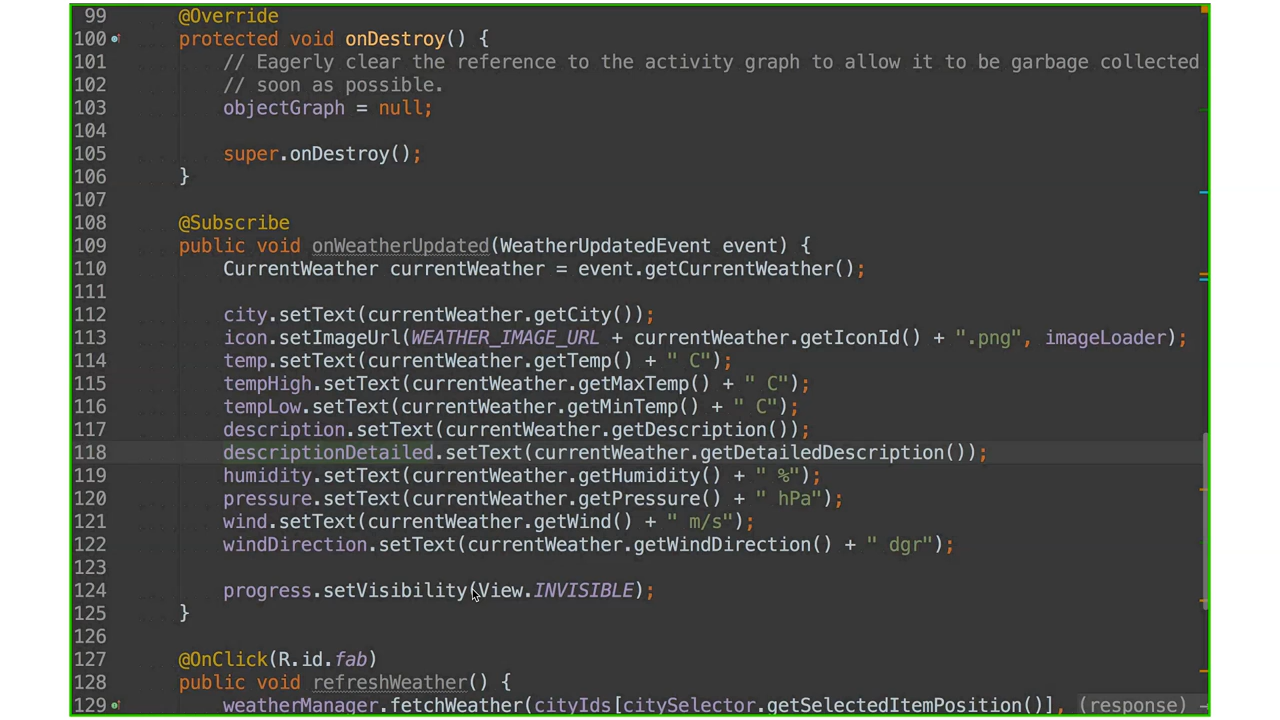 99 @Override
100 protected void onDestroy() {
101 // Eagerly clear the reference to the activity graph to allow it to be garbage collected
102 // soon as possible.
103 objectGraph = null;
104
105 super.onDestroy();
106 }
107
108 @Subscribe
109 public void onWeatherUpdated(WeatherUpdatedEvent event) {
110 CurrentWeather currentWeather = event.getCurrentWeather();
111
112 city.setText(currentWeather.getCity());
113 icon.setImageUrl(WEATHER_IMAGE_URL + currentWeather.getIconId() + ".png", imageLoader);
114 temp.setText(currentWeather.getTemp() + " C");
115 tempHigh.setText(currentWeather.getMaxTemp() + " C");
116 tempLow.setText(currentWeather.getMinTemp() + " C");
117 description.setText(currentWeather.getDescription());
118 descriptionDetailed.setText(currentWeather.getDetailedDescription());
119 humidity.setText(currentWeather.getHumidity() + " %");
120 pressure.setText(currentWeather.getPressure() + " hPa");
121 wind.setText(currentWeather.getWind() + " m/s");
122 windDirection.setText(currentWeather.getWindDirection() + " dgr");
123
124 progress.setVisibility(View.INVISIBLE);
125 }
126
127 @OnClick(R.id.fab)
128 public void refreshWeather() {
129 weatherManager.fetchWeather(cityIds[citySelector.getSelectedItemPosition()], (response) →